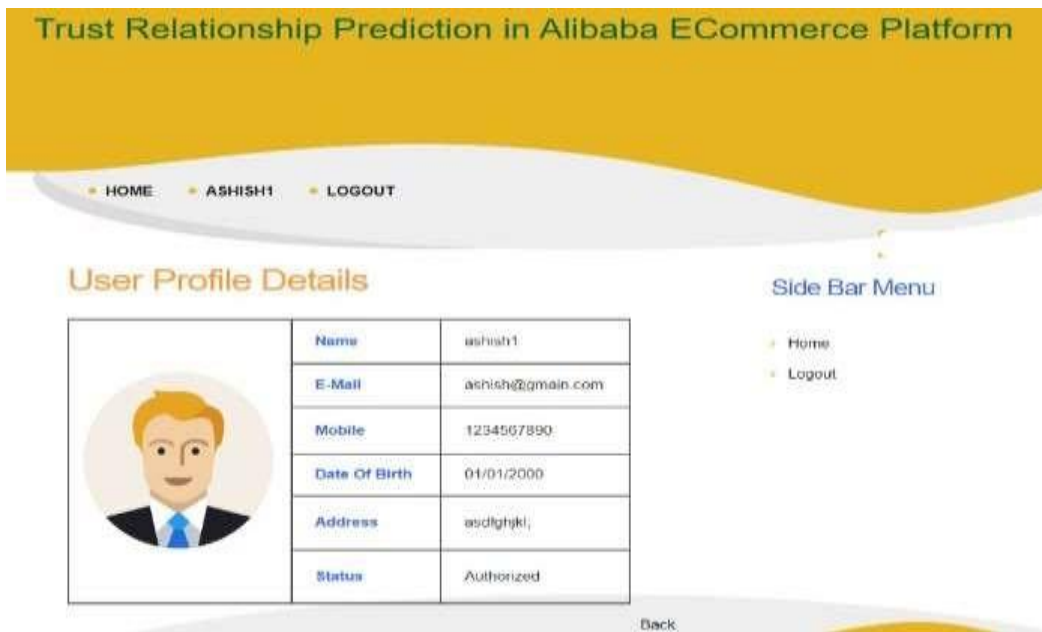 Trust Relationship Prediction in Alibaba ECommerce Platform
HOME ASHISH1 LOGOUT
User Profile Details
Name ashish1
E-Mail ashish@gmain.com
Mobile 1234567890
Date Of Birth 01/01/2000
Address asdfghjkl;
Status Authorized
Back
Side Bar Menu
Home
Logout